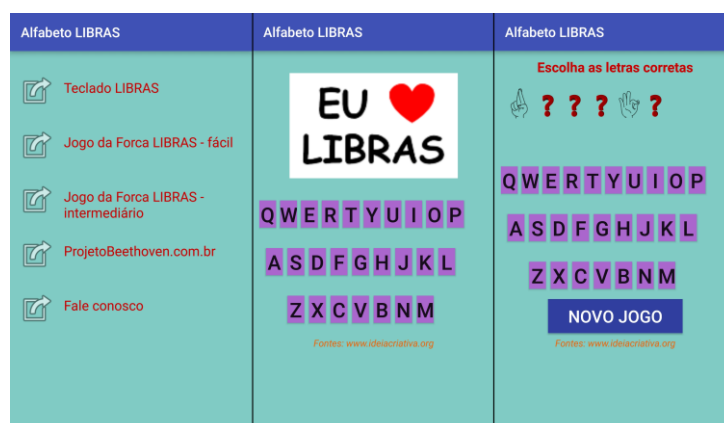 Alfabeto LIBRAS
Teclado LIBRAS
Jogo da Forca LIBRAS - fácil
Jogo da Forca LIBRAS -
intermediário
ProjetoBeethoven.com.br
Fale conosco
Alfabeto LIBRAS
EU
LIBRAS
Q W E R T Y U I O P
A S D F G H J K L
Z X C V B N M
Fontes: www.ideiacriativa.org
Alfabeto LIBRAS
Escolha as letras corretas
? ? ? ?
Q W E R T Y U I O P
A S D F G H J K L
Z X C V B N M
NOVO JOGO
Fontes: www.ideiacriativa.org